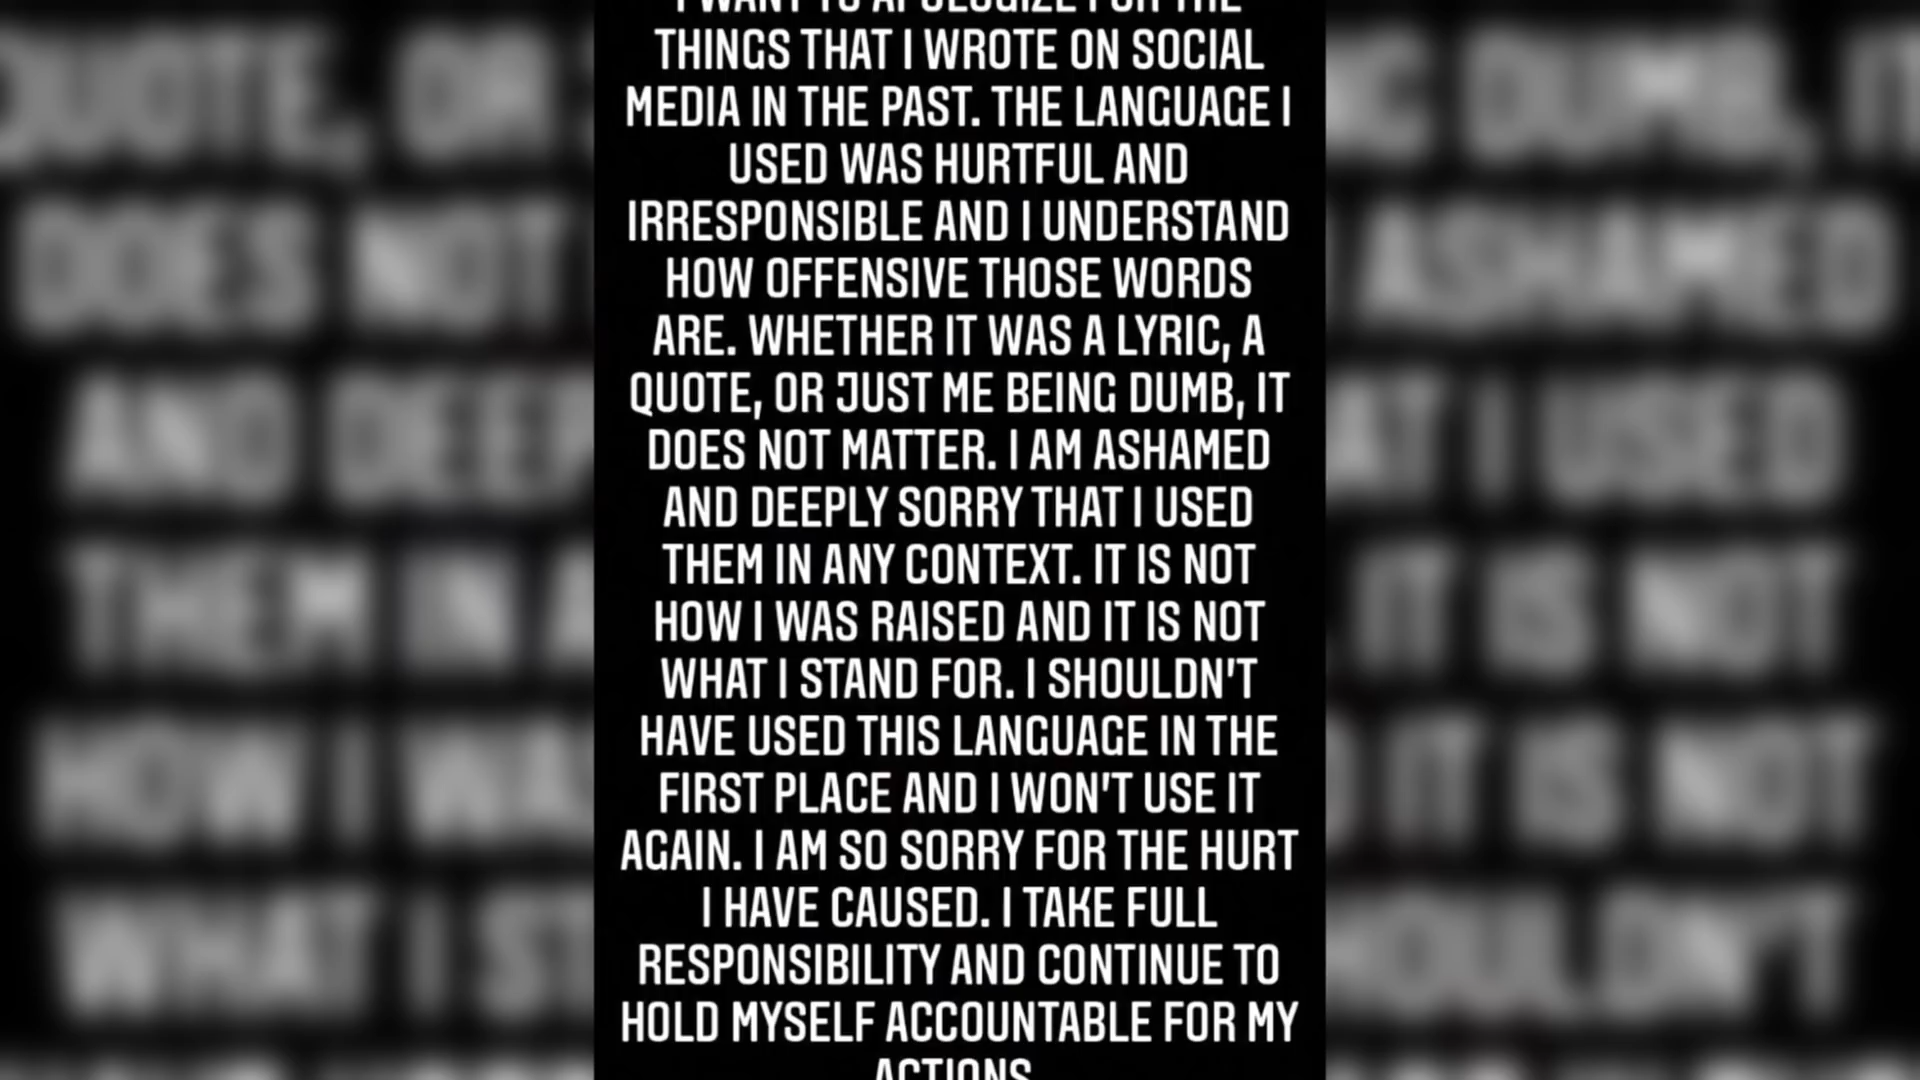 I WANT TO APOLOGIZE FOR THE
THINGS THAT I WROTE ON SOCIAL
MEDIA IN THE PAST. THE LANGUAGE I
USED WAS HURTFUL AND
IRRESPONSIBLE AND I UNDERSTAND
HOW OFFENSIVE THOSE WORDS
ARE. WHETHER IT WAS A LYRIC, A
QUOTE, OR JUST ME BEING DUMB, IT
DOES NOT MATTER. I AM ASHAMED
AND DEEPLY SORRY THAT I USED
THEM IN ANY CONTEXT. IT IS NOT
HOW I WAS RAISED AND IT IS NOT
WHAT I STAND FOR. I SHOULDN'T
HAVE USED THIS LANGUAGE IN THE
FIRST PLACE AND I WON'T USE IT
AGAIN. I AM SO SORRY FOR THE HURT
I HAVE CAUSED. I TAKE FULL
RESPONSIBILITY AND CONTINUE TO
HOLD MYSELF ACCOUNTABLE FOR MY
ACTIONS